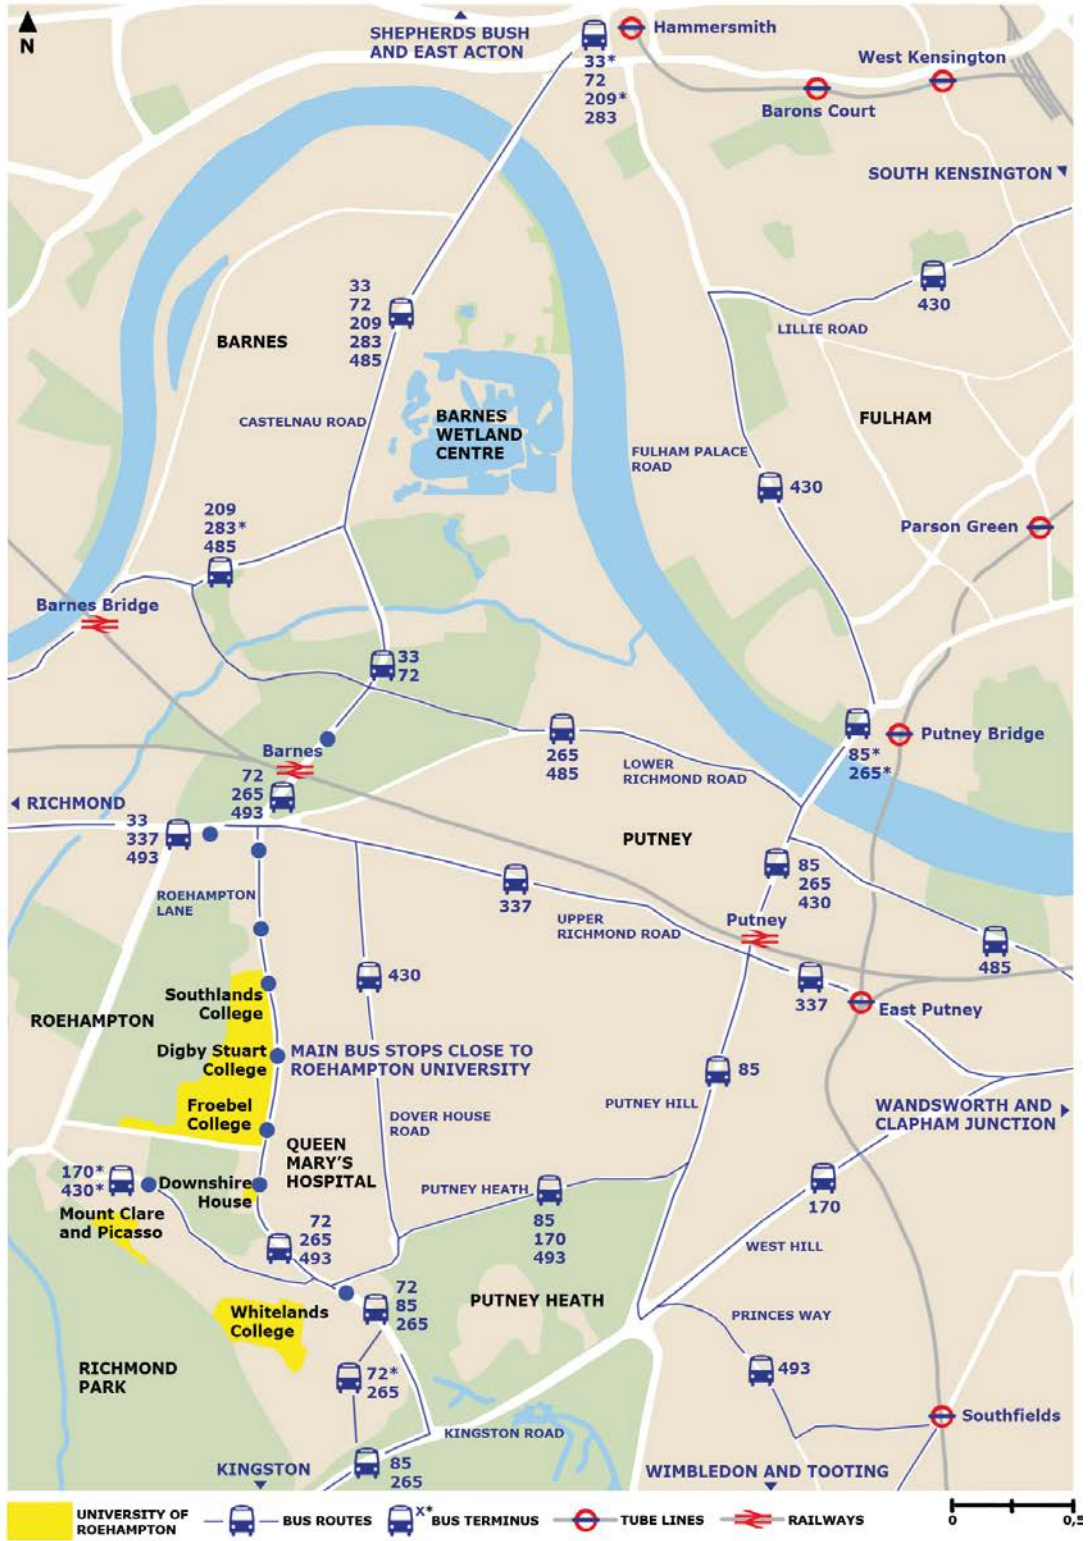 N
SHEPHERDS BUSH
AND EAST ACTON
Hammersmith
33*
72
209*
283
West Kensington
Barons Court
SOUTH KENSINGTON
430
LILLIE ROAD
33
72
209
283
485
BARNES
CASTELNAU ROAD
BARNES
WETLAND
CENTRE
FULHAM
FULHAM PALACE
ROAD
430
Parson Green
209
283*
485
Barnes Bridge
33
72
265
485
LOWER
RICHMOND ROAD
85*
265*
Putney Bridge
Barnes
72
265
493
RICHMOND
33
337
493
PUTNEY
85
265
430
ROEHAMPTON
LANE
337
UPPER
RICHMOND ROAD
Putney
485
430
337
East Putney
Southlands
College
ROEHAMPTON
Digby Stuart
College
MAIN BUS STOPS CLOSE TO
ROEHAMPTON UNIVERSITY
85
Froebel
College
DOVER HOUSE
ROAD
PUTNEY HILL
WANDSWORTH AND
CLAPHAM JUNCTION
QUEEN
MARY'S
HOSPITAL
170*
430*
Downshire
House
PUTNEY HEATH
85
170
493
170
Mount Clare
and Picasso
72
265
493
WEST HILL
72
85
265
PUTNEY HEATH
PRINCES WAY
Whitelands
College
RICHMOND
PARK
72*
265
493
Southfields
KINGSTON ROAD
KINGSTON
85
265
WIMBLEDON AND TOOTING
UNIVERSITY OF
ROEHAMPTON
BUS ROUTES
X*
BUS TERMINUS
TUBE LINES
RAILWAYS
0
0,5